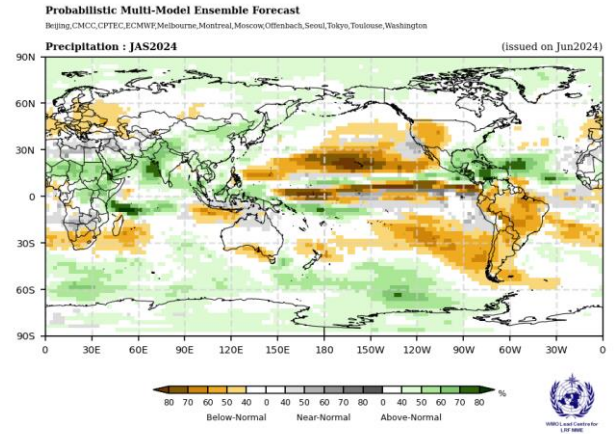 Probabilistic Multi-Model Ensemble Forecast
Beijing,CMCC,CPTEC,ECMWF,Melbourne,Montreal,Moscow,Offenbach,Seoul,Tokyo,Toulouse,Washington
Precipitation : JAS2024 (issued on Jun2024)
90N
60N
30N
0
30S
60S
90S
0 30E 60E 90E 120E 150E 180 150W 120W 90W 60W 30W 0
80 70 60 50 40 0 40 50 60 70 80 0 40 50 60 70 80 %
Below-Normal Near-Normal Above-Normal
WMO Lead Centre for
LRF MME